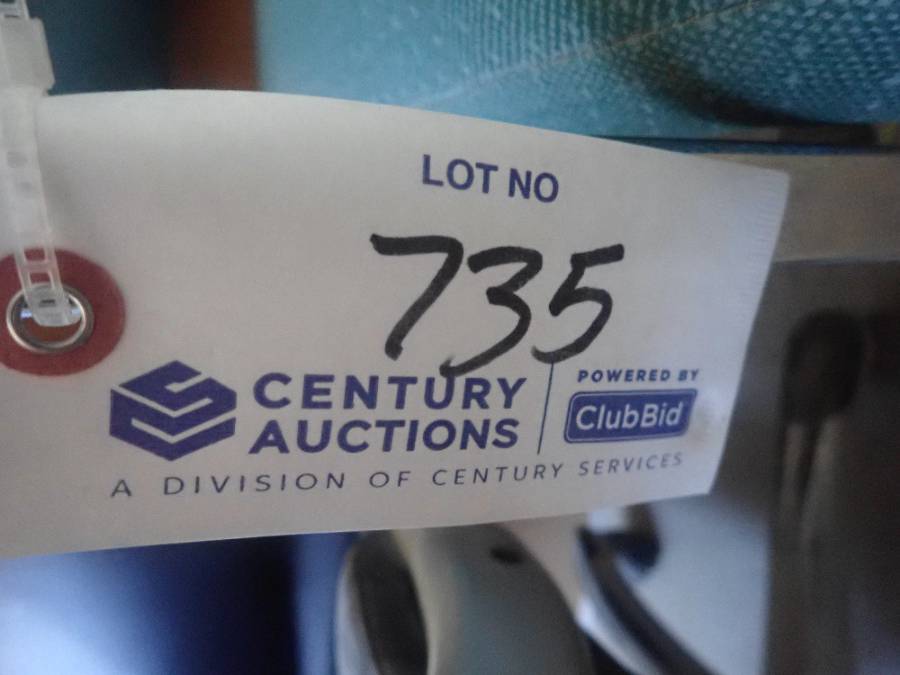 LOT NO
735
CENTURY
AUCTIONS
POWERED BY
ClubBid
A DIVISION OF CENTURY SERVICES